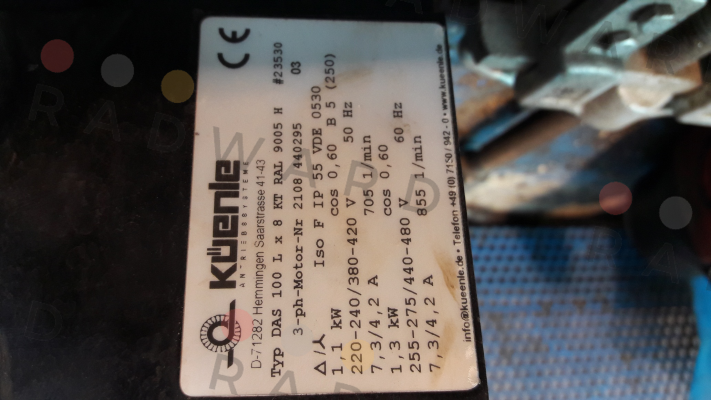 Küenle
ANTRIEBSSYSTEME
CE
D-71282 Hemmingen Saarstrasse 41-43
Typ DAS 100 L x 8 KT RAL 9005 H #23530
3-ph-Motor-Nr 2108 440295 03
Δ/⅄ Iso F IP 55 VDE 0530
1,1 kW cos 0,60 B 5 (250)
220-240/380-420 V 50 Hz
7,3/4,2 A 705 1/min
1,3 kW cos 0,60
255-275/440-480 V 60 Hz
7,3/4,2 A 855 1/min
info@kueenle.de • Telefon +49 (0) 7150 / 942 - 0 • www.kueenle.de
RADWARD
RADWARD